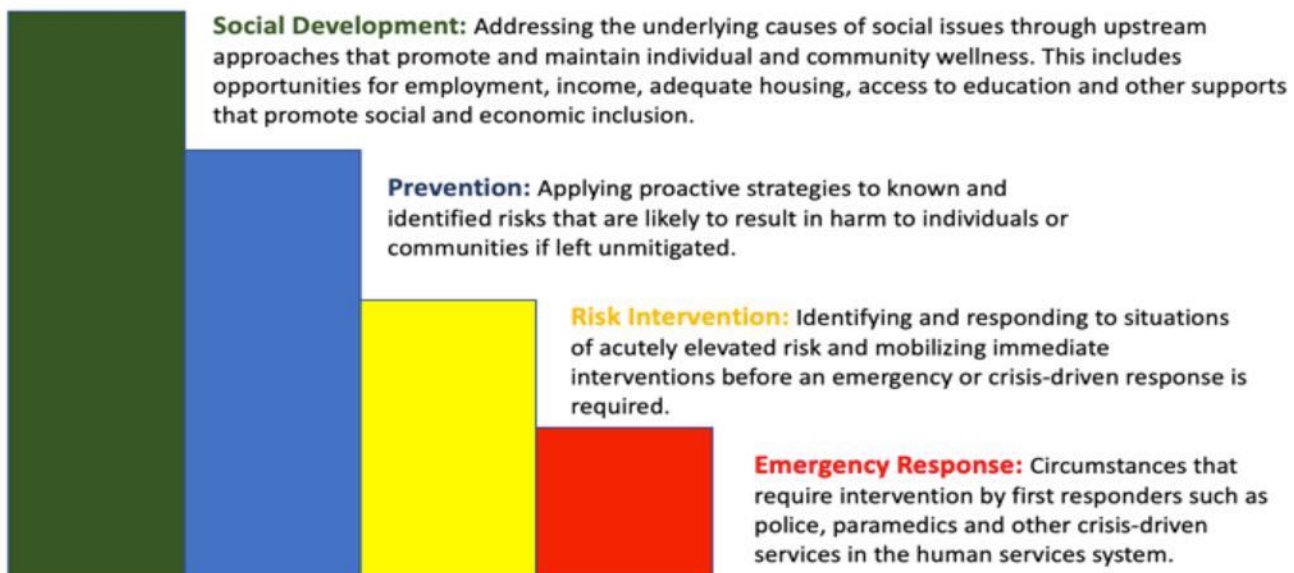 Social Development: Addressing the underlying causes of social issues through upstream
approaches that promote and maintain individual and community wellness. This includes
opportunities for employment, income, adequate housing, access to education and other supports
that promote social and economic inclusion.
Prevention: Applying proactive strategies to known and
identified risks that are likely to result in harm to individuals or
communities if left unmitigated.
Risk Intervention: Identifying and responding to situations
of acutely elevated risk and mobilizing immediate
interventions before an emergency or crisis-driven response is
required.
Emergency Response: Circumstances that
require intervention by first responders such as
police, paramedics and other crisis-driven
services in the human services system.